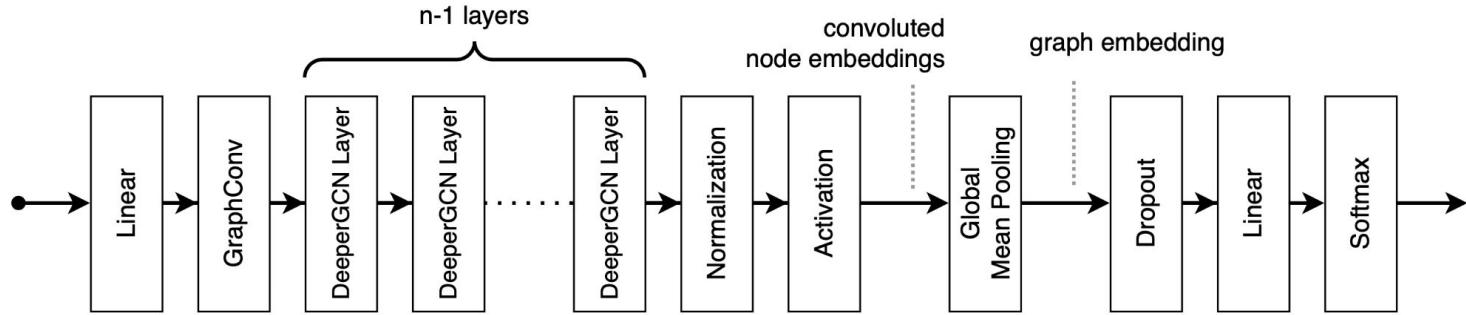 n-1 layers
convoluted
node embeddings
graph embedding
Linear
GraphConv
DeeperGCN Layer
DeeperGCN Layer
DeeperGCN Layer
Normalization
Activation
Global
Mean Pooling
Dropout
Linear
Softmax